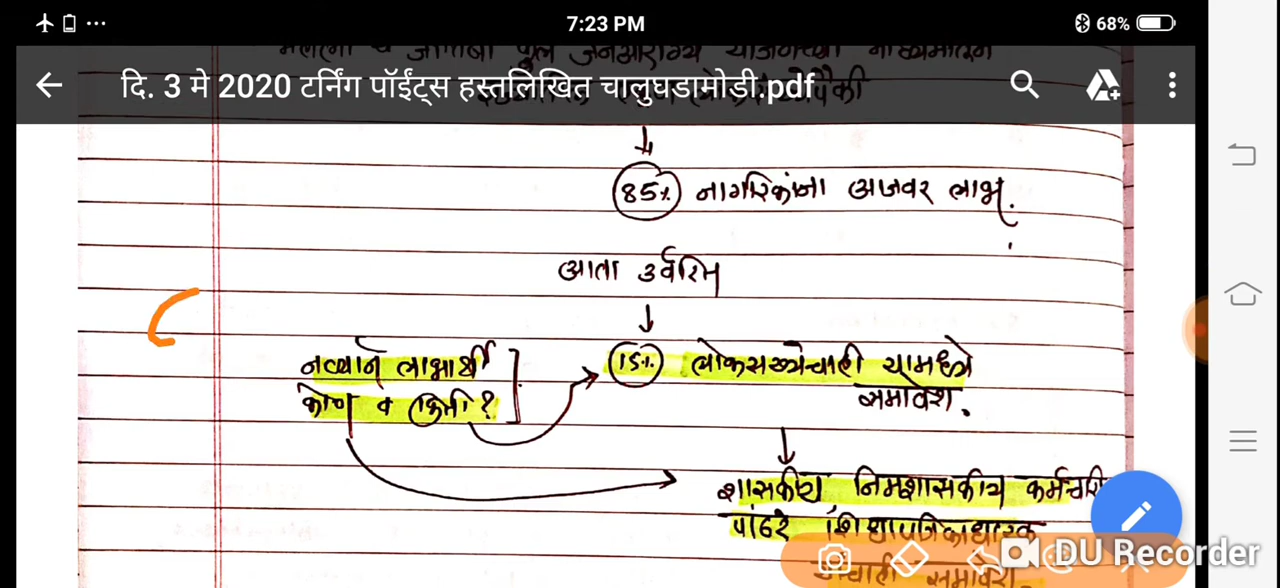 7:23 PM
68%
दि. 3 मे 2020 टर्निंग पॉईंट्स हस्तलिखित चालुघडामोडी.pdf
85% नागरिकांना आजवर लाभ.
आता उर्वरित
नव्याने लाभार्थी
कोण व किती?
15% लोकसंख्येचाही यामध्ये
समावेश.
शासकीय निमशासकीय कर्मचारी
पांढरे शिधापत्रिकाधारक
यांचाही समावेश.
DU Recorder